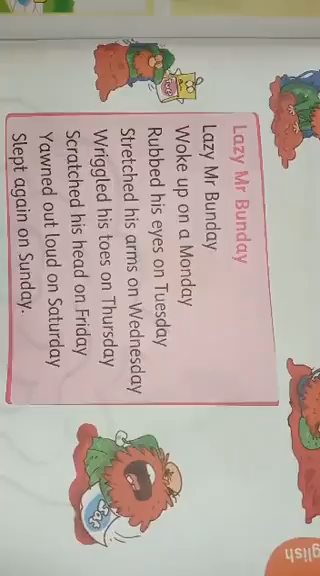 Lazy Mr Bunday
Lazy Mr Bunday
Woke up on a Monday
Rubbed his eyes on Tuesday
Stretched his arms on Wednesday
Wriggled his toes on Thursday
Scratched his head on Friday
Yawned out loud on Saturday
Slept again on Sunday.
glish